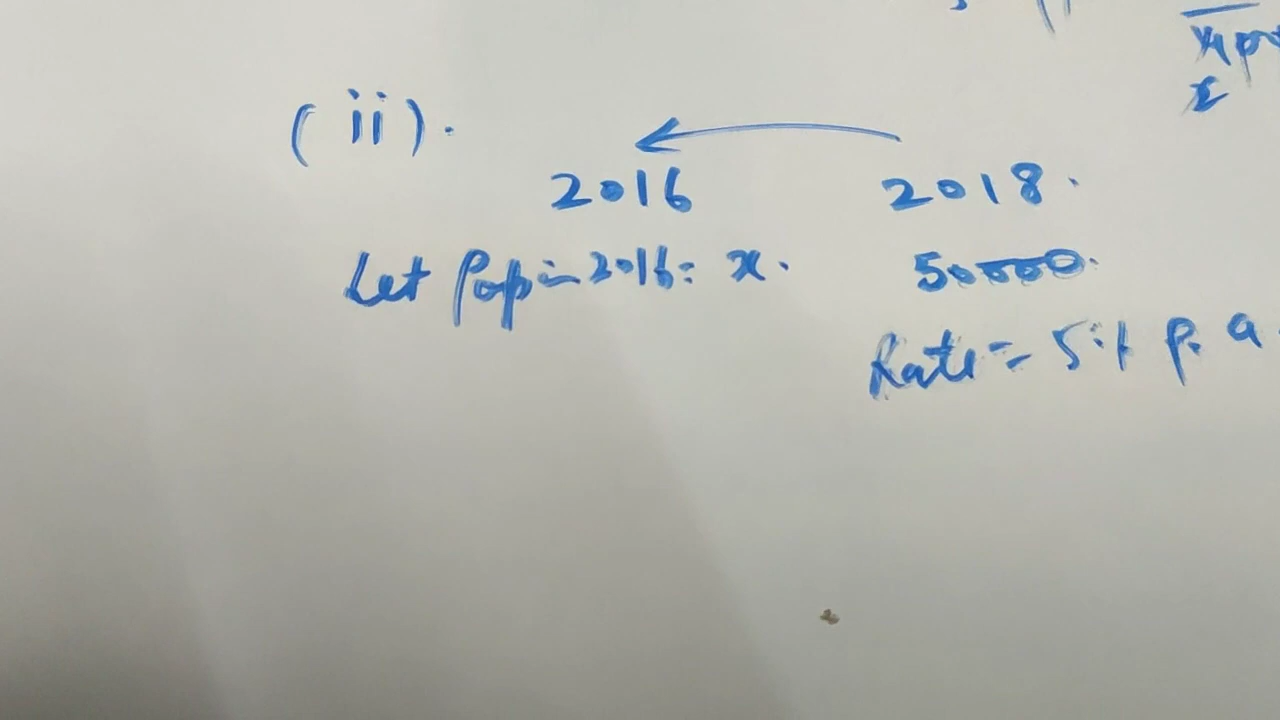 (ii).
2016 2018.
Let Pop in 2016 = x. 50000.
Rate = 5% p.a.